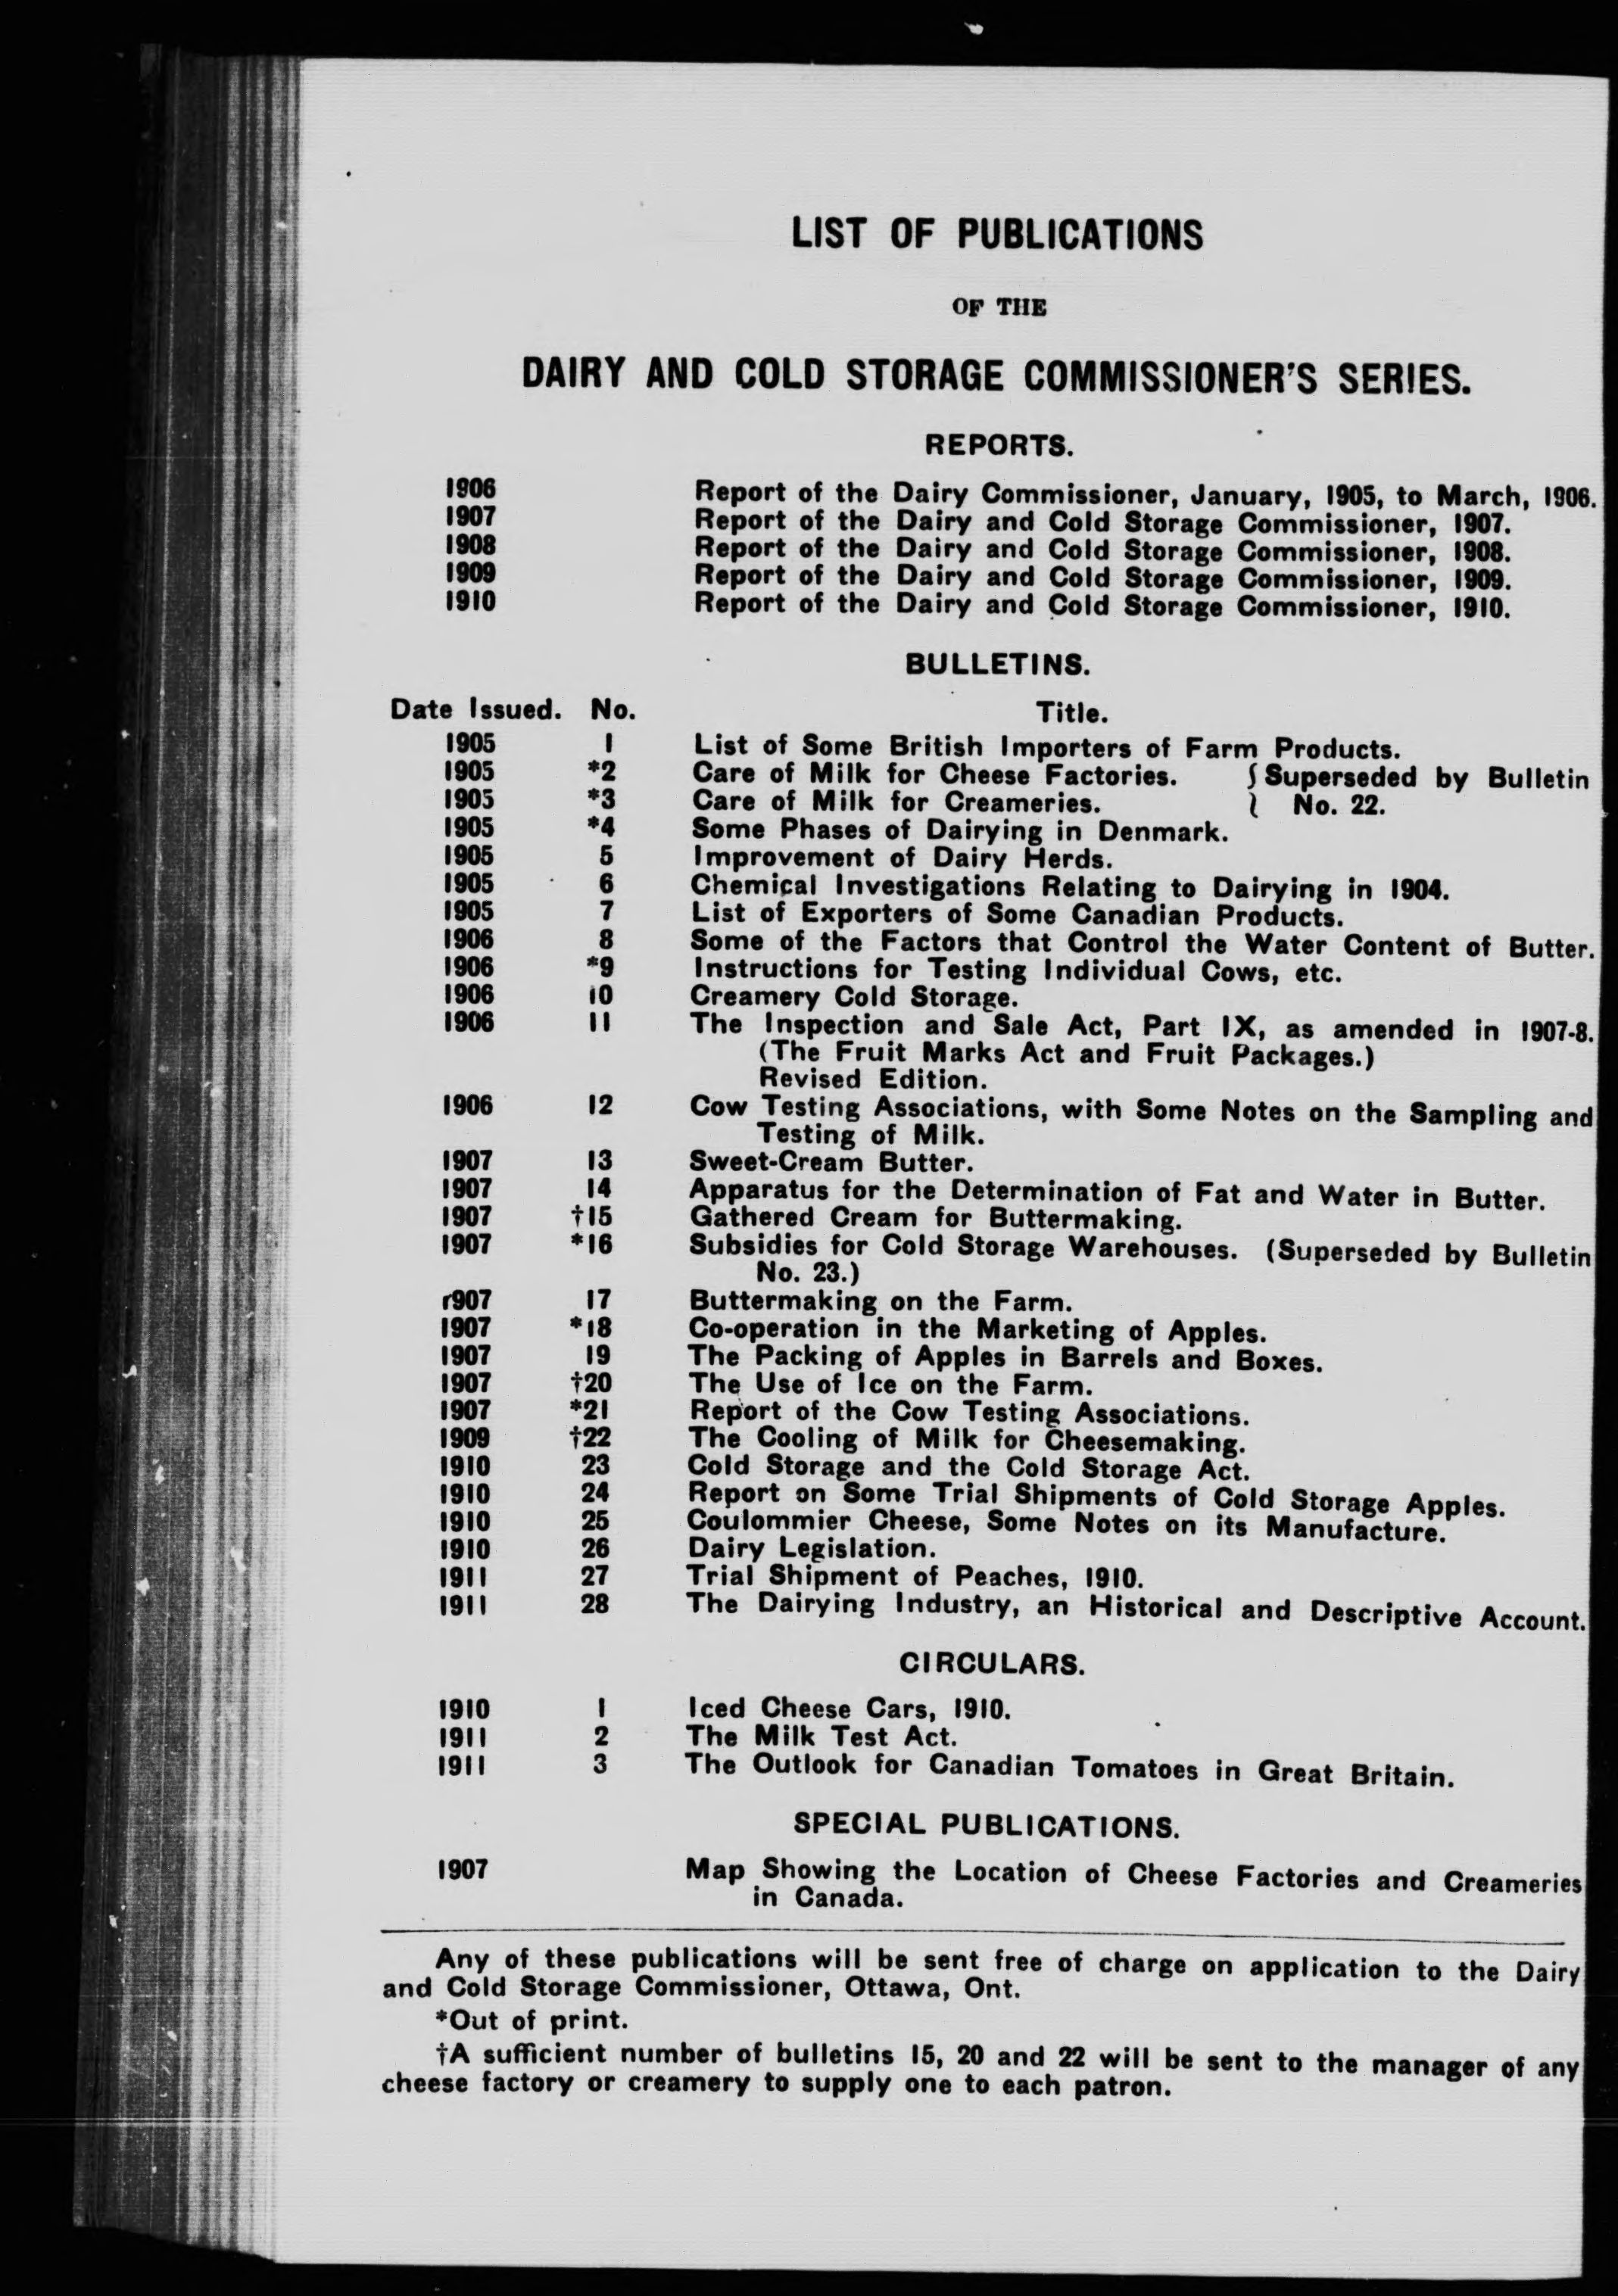 LIST OF PUBLICATIONS
OF THE
DAIRY AND COLD STORAGE COMMISSIONER'S SERIES.
REPORTS.
1906 Report of the Dairy Commissioner, January, 1905, to March, 1906.
1907 Report of the Dairy and Cold Storage Commissioner, 1907.
1908 Report of the Dairy and Cold Storage Commissioner, 1908.
1909 Report of the Dairy and Cold Storage Commissioner, 1909.
1910 Report of the Dairy and Cold Storage Commissioner, 1910.
BULLETINS.
Date Issued. No. Title.
1905 1 List of Some British Importers of Farm Products.
1905 *2 Care of Milk for Cheese Factories. { Superseded by Bulletin
1905 *3 Care of Milk for Creameries. { No. 22.
1905 *4 Some Phases of Dairying in Denmark.
1905 5 Improvement of Dairy Herds.
1905 6 Chemical Investigations Relating to Dairying in 1904.
1905 7 List of Exporters of Some Canadian Products.
1906 8 Some of the Factors that Control the Water Content of Butter.
1906 *9 Instructions for Testing Individual Cows, etc.
1906 10 Creamery Cold Storage.
1906 11 The Inspection and Sale Act, Part IX, as amended in 1907-8.
(The Fruit Marks Act and Fruit Packages.)
Revised Edition.
1906 12 Cow Testing Associations, with Some Notes on the Sampling and
Testing of Milk.
1907 13 Sweet-Cream Butter.
1907 14 Apparatus for the Determination of Fat and Water in Butter.
1907 †15 Gathered Cream for Buttermaking.
1907 *16 Subsidies for Cold Storage Warehouses. (Superseded by Bulletin
No. 23.)
r907 17 Buttermaking on the Farm.
1907 *18 Co-operation in the Marketing of Apples.
1907 19 The Packing of Apples in Barrels and Boxes.
1907 †20 The Use of Ice on the Farm.
1907 *21 Report of the Cow Testing Associations.
1909 †22 The Cooling of Milk for Cheesemaking.
1910 23 Cold Storage and the Cold Storage Act.
1910 24 Report on Some Trial Shipments of Cold Storage Apples.
1910 25 Coulommier Cheese, Some Notes on its Manufacture.
1910 26 Dairy Legislation.
1911 27 Trial Shipment of Peaches, 1910.
1911 28 The Dairying Industry, an Historical and Descriptive Account.
CIRCULARS.
1910 1 Iced Cheese Cars, 1910.
1911 2 The Milk Test Act.
1911 3 The Outlook for Canadian Tomatoes in Great Britain.
SPECIAL PUBLICATIONS.
1907 Map Showing the Location of Cheese Factories and Creameries
in Canada.
Any of these publications will be sent free of charge on application to the Dairy
and Cold Storage Commissioner, Ottawa, Ont.
*Out of print.
†A sufficient number of bulletins 15, 20 and 22 will be sent to the manager of any
cheese factory or creamery to supply one to each patron.